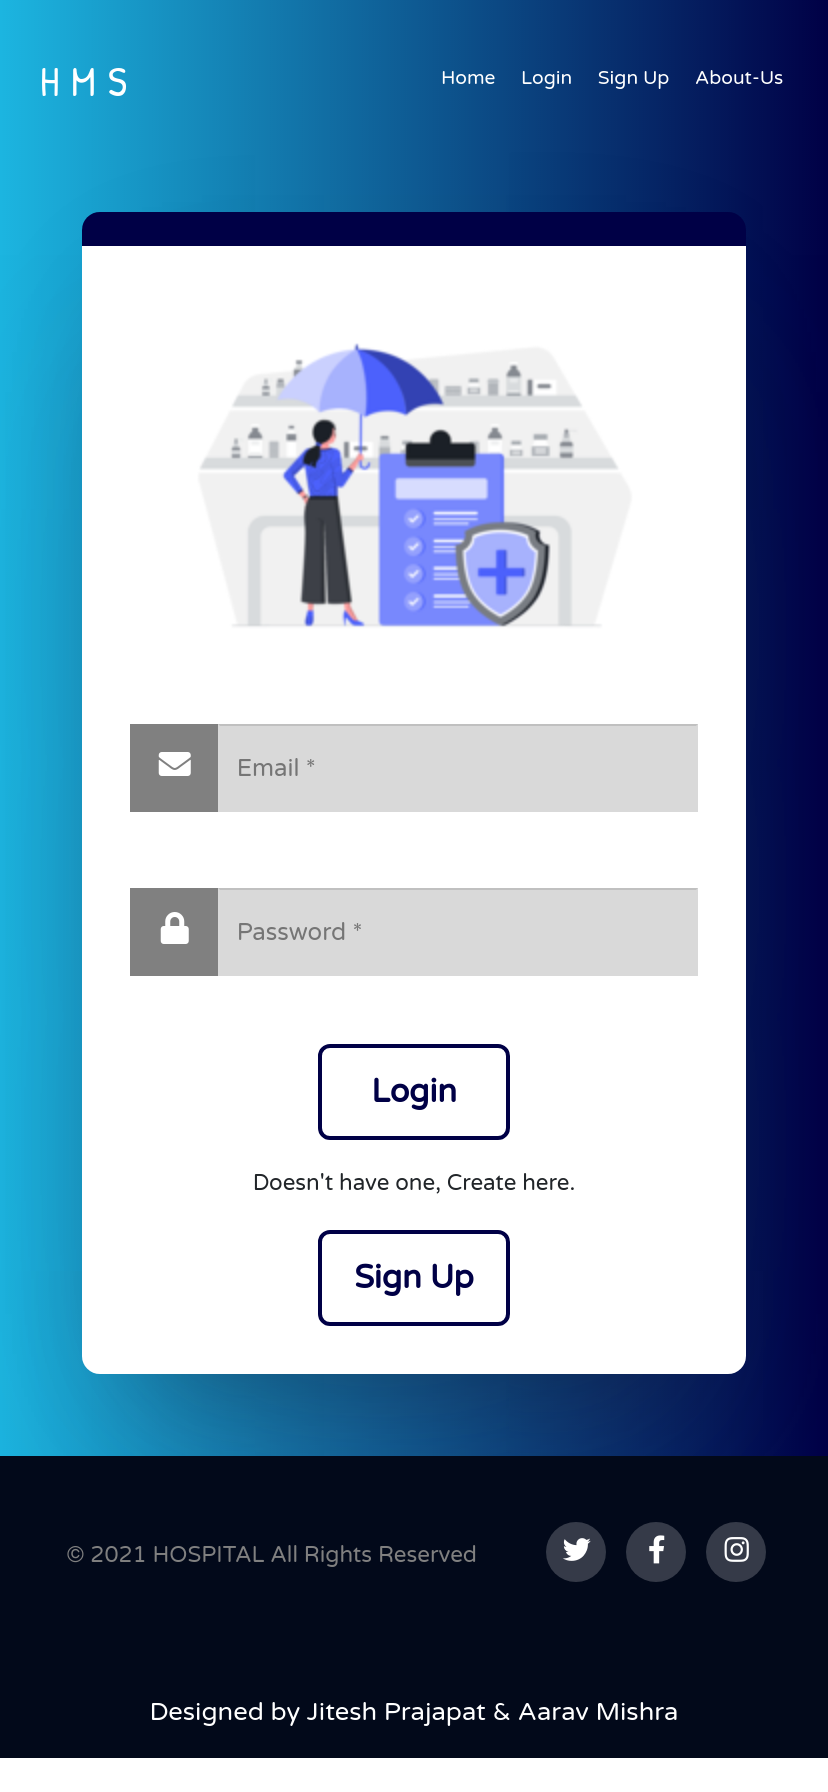 H M S
Home Login Sign Up About-Us
Email *
Password *
Login
Doesn't have one, Create here.
Sign Up
© 2021 HOSPITAL All Rights Reserved
Designed by Jitesh Prajapat & Aarav Mishra